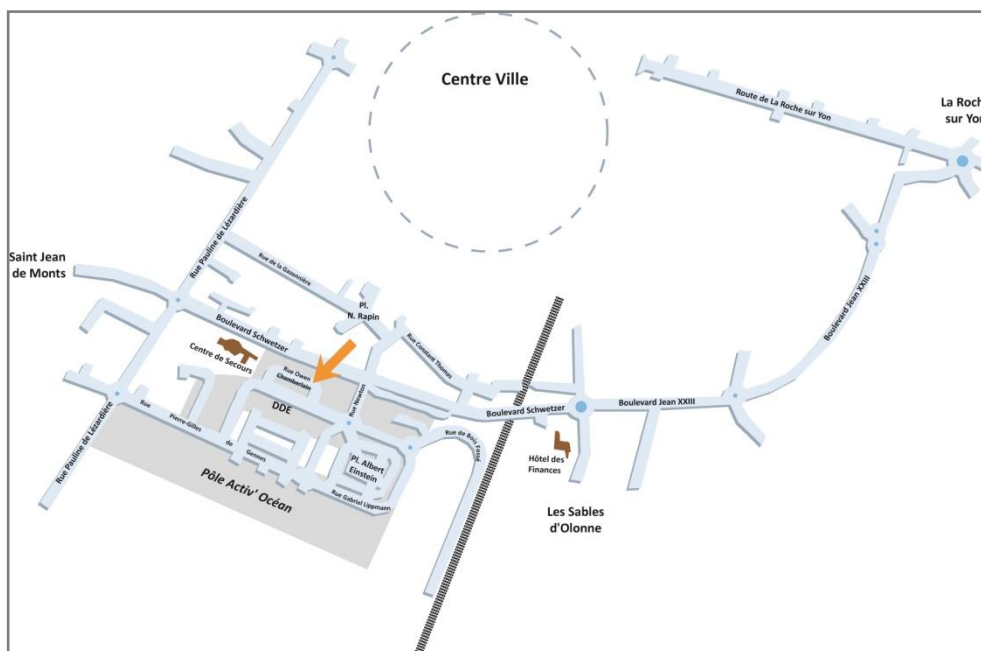 Centre Ville
Route de La Roche sur Yon
La Roch
sur Yon
Rue Pauline de Lézardière
Saint Jean
de Monts
Rue de la Gasonnière
Pl.
N. Rapin
Boulevard Jean XXIII
Boulevard Schwetzer
Centre de Secours
Rue Constant Thomas
Rue Owen
Chamberlain
DDE
Rue Newton
Boulevard Schwetzer
Boulevard Jean XXIII
Rue Pauline de Lézardière
Rue
Pierre-Gilles
de
Gennes
Rue de Bois Fossé
Hôtel des
Finances
Pl. Albert
Einstein
Pôle Activ' Océan
Rue Gabriel Lippmann
Les Sables
d'Olonne